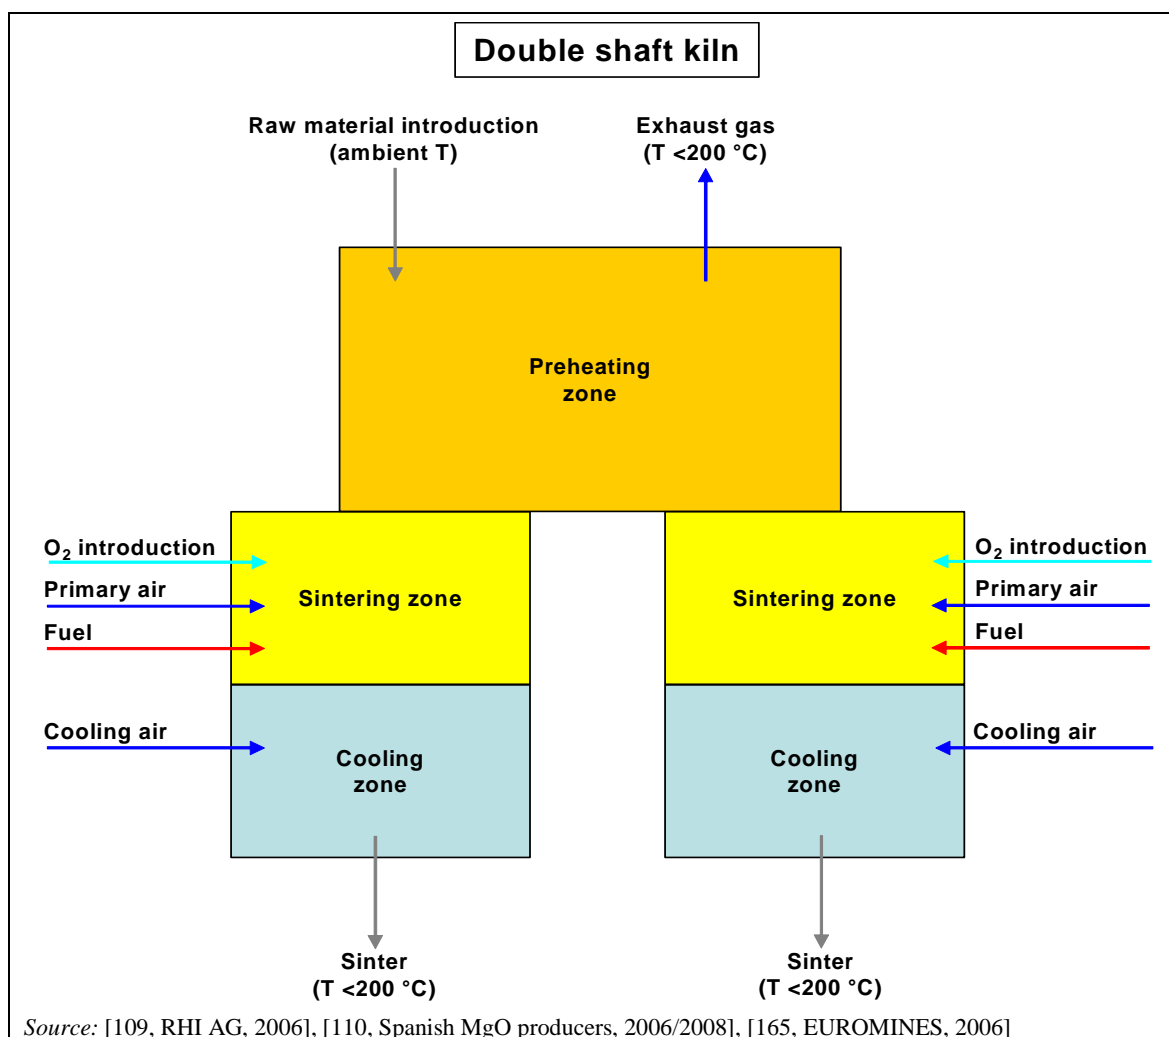 Double shaft kiln
Raw material introduction
(ambient T)
Exhaust gas
(T <200 °C)
Preheating
zone
O₂ introduction
Primary air
Fuel
Sintering zone
Sintering zone
O₂ introduction
Primary air
Fuel
Cooling air
Cooling
zone
Cooling
zone
Cooling air
Sinter
(T <200 °C)
Sinter
(T <200 °C)
Source: [109, RHI AG, 2006], [110, Spanish MgO producers, 2006/2008], [165, EUROMINES, 2006]